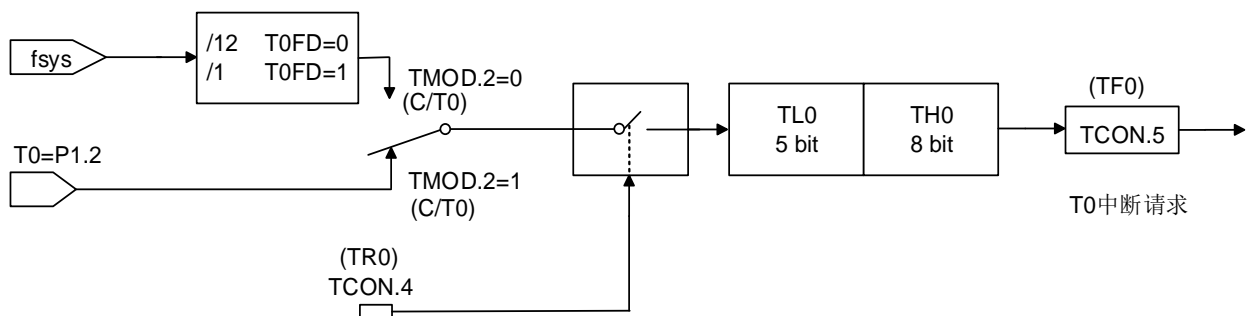 fsys
/12 T0FD=0
/1 T0FD=1
TMOD.2=0
(C/T0)
T0=P1.2
TMOD.2=1
(C/T0)
(TR0)
TCON.4
TL0
5 bit
TH0
8 bit
(TF0)
TCON.5
T0中断请求